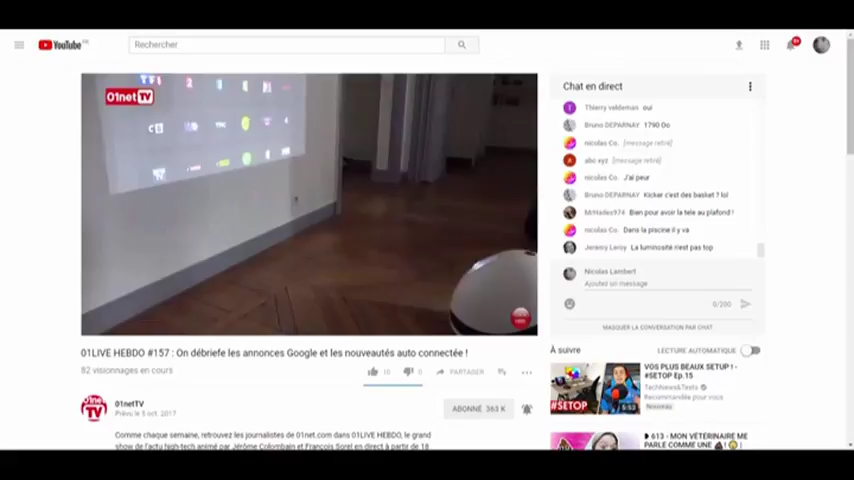 YouTube FR
Rechercher
9+
01net TV
Chat en direct
Thierry veldeman oui
Bruno DEPARNAY 1790 Oo
nicolas Co. [message retiré]
abc xyz [message retiré]
nicolas Co. J'ai peur
Bruno DEPARNAY Kicker c'est des basket ? lol
MrHades974 Bien pour avoir la tele au plafond !
nicolas Co. Dans la piscine il y va
Jeremy Leroy La luminosité n'est pas top
Nicolas Lambert
Ajoutez un message
0/200
MASQUER LA CONVERSATION PAR CHAT
01LIVE HEBDO #157 : On débriefe les annonces Google et les nouveautés auto connectée !
82 visionnages en cours
10
0
PARTAGER
À suivre
LECTURE AUTOMATIQUE
VOS PLUS BEAUX SETUP ! -
#SETOP Ep.15
TechNews&Tests
Recommandée pour vous
Nouveau
#SETOP
5:53
01netTV
Prévu le 5 oct. 2017
ABONNÉ 363 K
Comme chaque semaine, retrouvez les journalistes de 01net.com dans 01LIVE HEBDO, le grand
show de l'actu high-tech animé par Jérôme Colombain et François Sorel en direct à partir de 18
613 - MON VÉTÉRINAIRE ME
PARLE COMME UNE